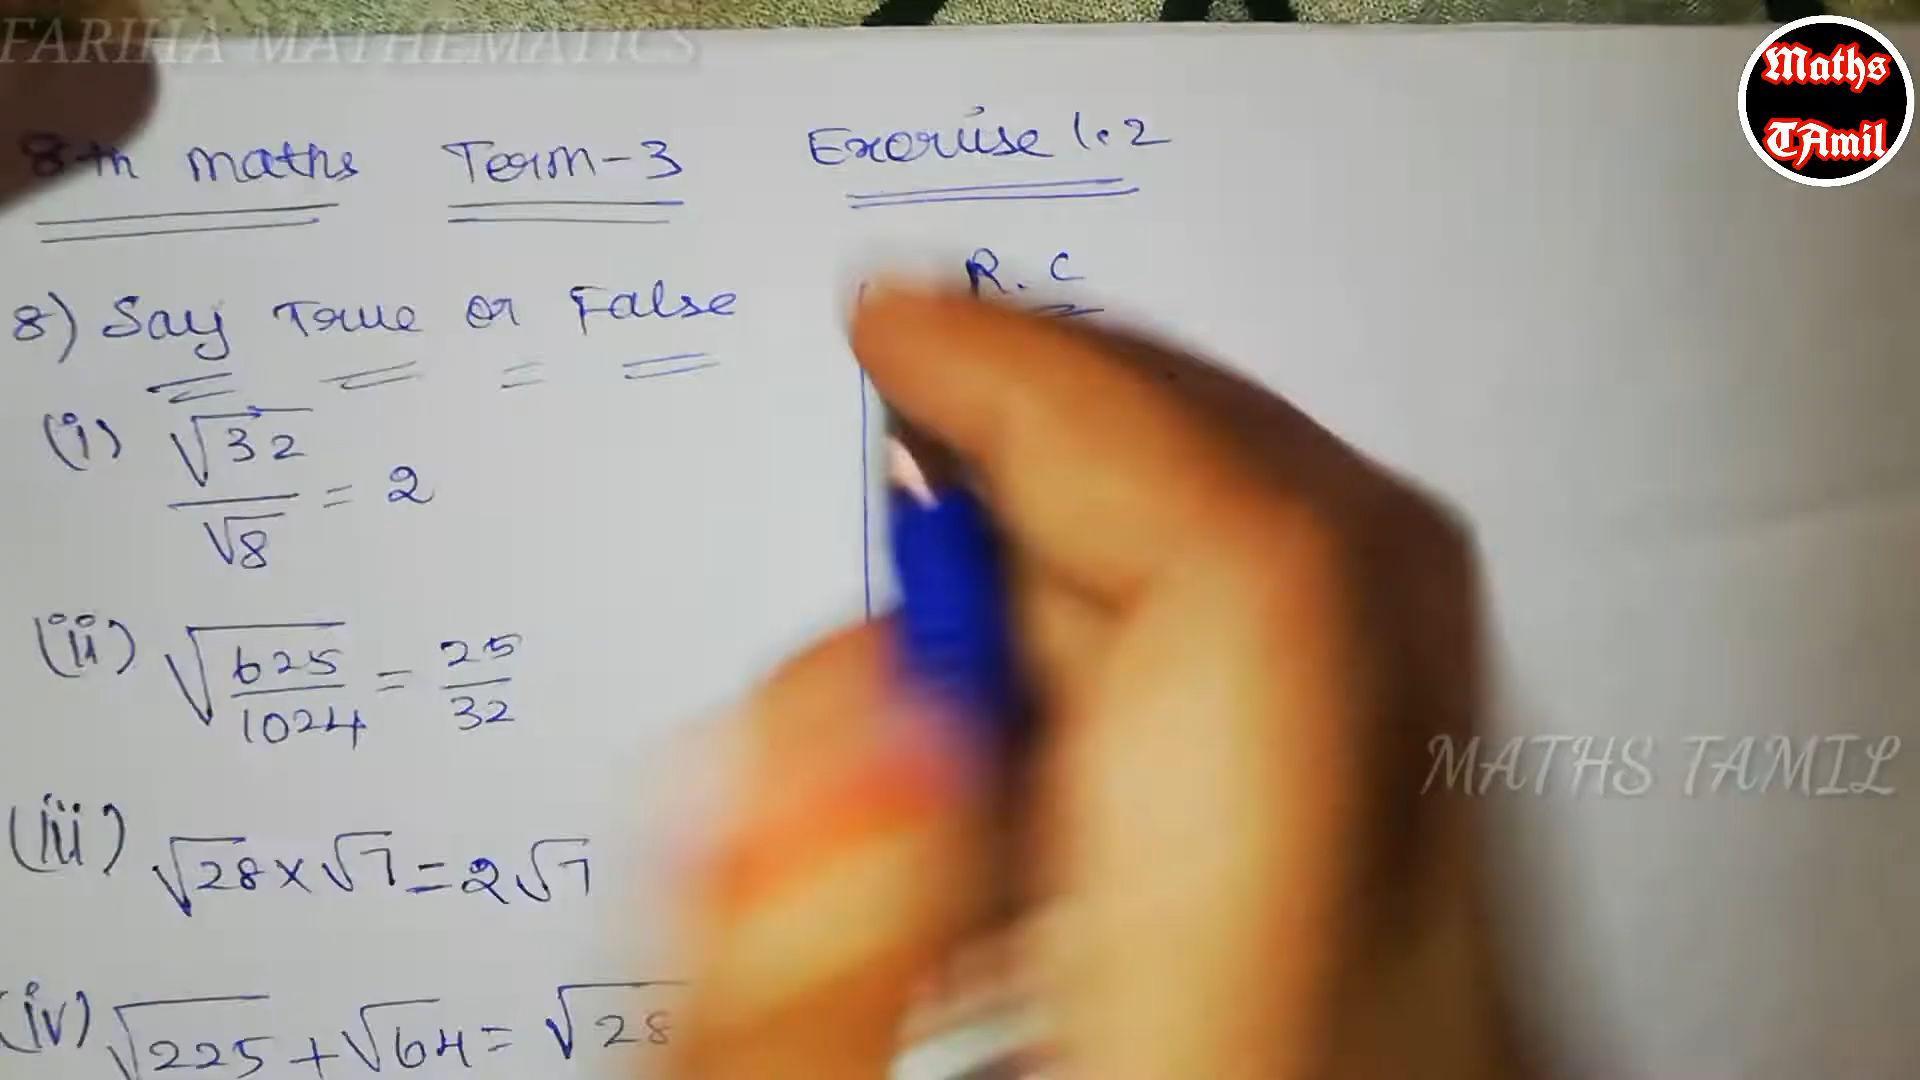 FARIHA MATHEMATICS
Maths
TAmil
8th maths Term-3 Exercise 1.2
R.C
8) Say True or False
(i) √32/√8 = 2
(ii) √625/1024 = 25/32
(iii) √28 × √7 = 2√7
(iv) √225 + √64 = √28
MATHS TAMIL